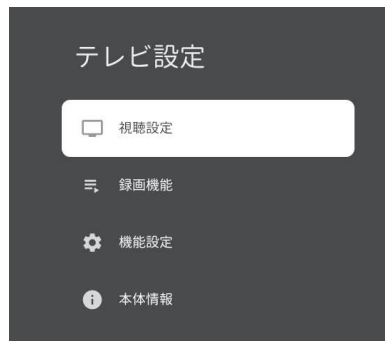 テレビ設定
視聴設定
録画機能
機能設定
本体情報